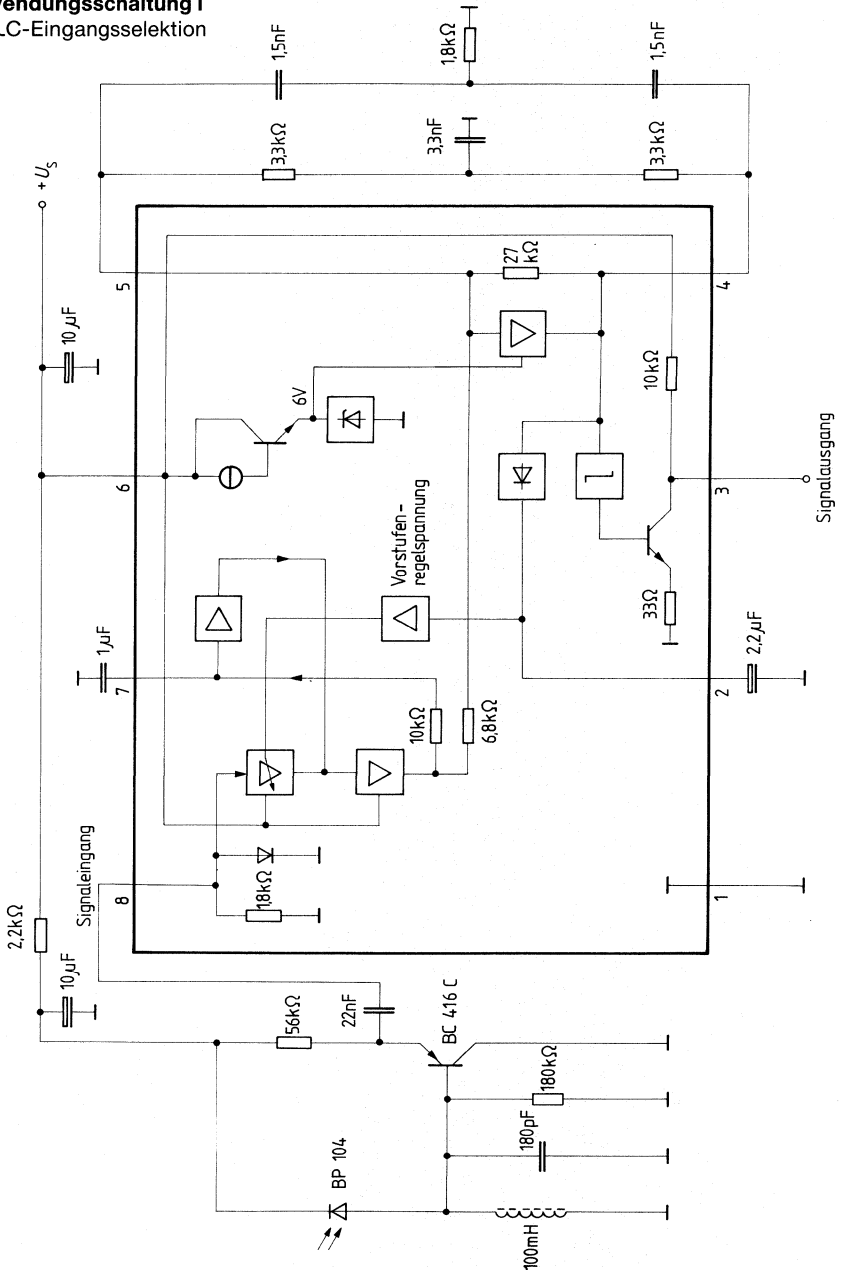 vendungsschaltung I
LC-Eingangsselektion
1,5nF
1,8kΩ
1,5nF
3,3kΩ
3,3nF
3,3kΩ
+U_S
10µF
5
27
kΩ
4
6V
10kΩ
6
3
Signalausgang
Vorstufen-
regelspannung
33Ω
1µF
7
10kΩ
6,8kΩ
2
2,2µF
Signaleingang
8
1,8kΩ
1
2,2kΩ
10µF
56kΩ
22nF
BC 416 C
180kΩ
180pF
BP 104
100mH